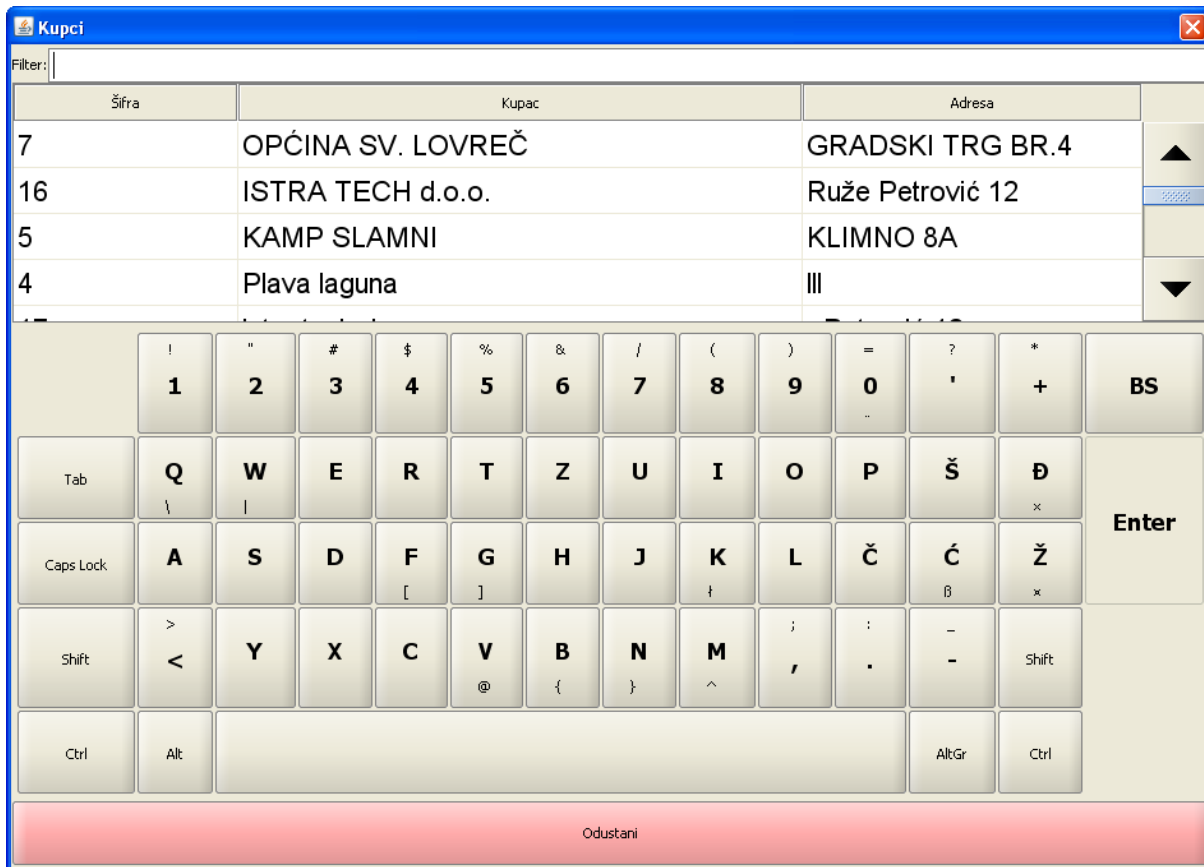 Kupci
Filter:
Šifra Kupac Adresa
7 OPĆINA SV. LOVREČ GRADSKI TRG BR.4
16 ISTRA TECH d.o.o. Ruže Petrović 12
5 KAMP SLAMNI KLIMNO 8A
4 Plava laguna lll
! " # $ % & / ( ) = ? *
1 2 3 4 5 6 7 8 9 0 ' + BS
¨
Tab Q W E R T Z U I O P Š Đ
\ | ×
Enter
Caps Lock A S D F G H J K L Č Ć Ž
[ ] ł ß ¤
> ; : _
Shift < Y X C V B N M , . - Shift
@ { } ^
Ctrl Alt AltGr Ctrl
Odustani